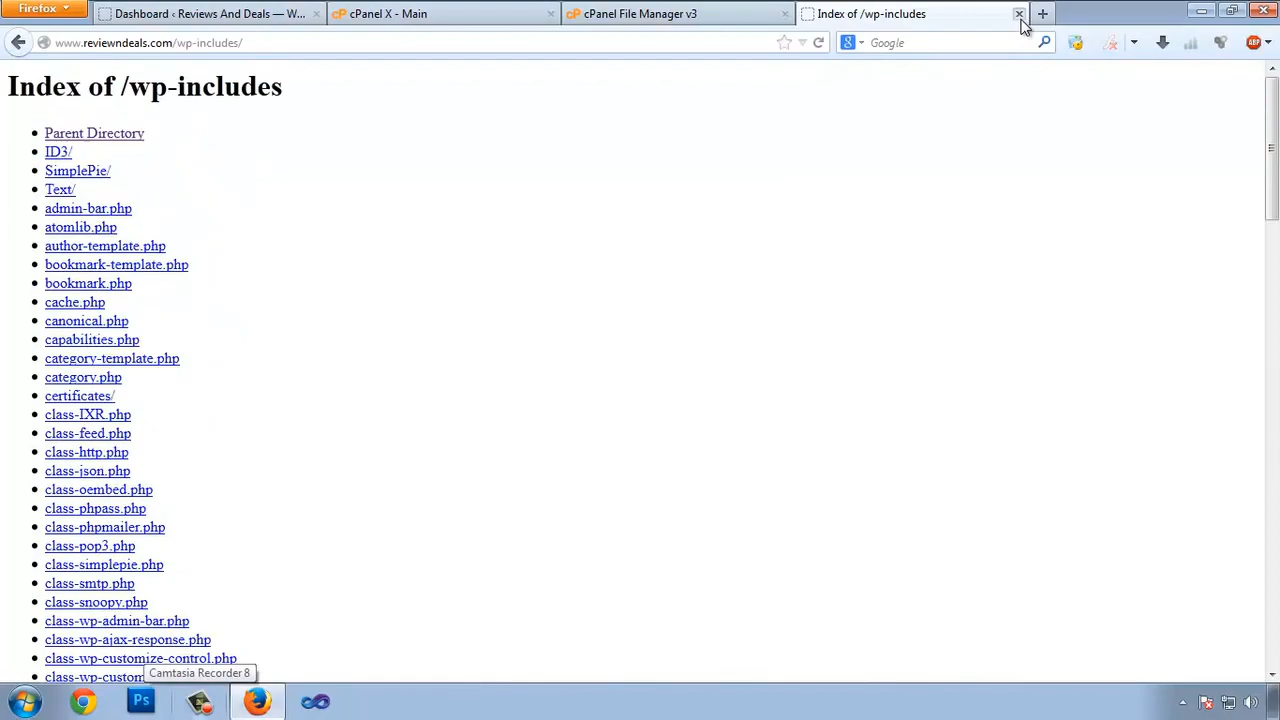 Firefox
Dashboard ‹ Reviews And Deals — W...
cPanel X - Main
cPanel File Manager v3
Index of /wp-includes
www.reviewndeals.com/wp-includes/
Google
Index of /wp-includes
Parent Directory
ID3/
SimplePie/
Text/
admin-bar.php
atomlib.php
author-template.php
bookmark-template.php
bookmark.php
cache.php
canonical.php
capabilities.php
category-template.php
category.php
certificates/
class-IXR.php
class-feed.php
class-http.php
class-json.php
class-oembed.php
class-phpass.php
class-phpmailer.php
class-pop3.php
class-simplepie.php
class-smtp.php
class-snoopy.php
class-wp-admin-bar.php
class-wp-ajax-response.php
class-wp-customize-control.php
class-wp-custom
Camtasia Recorder 8